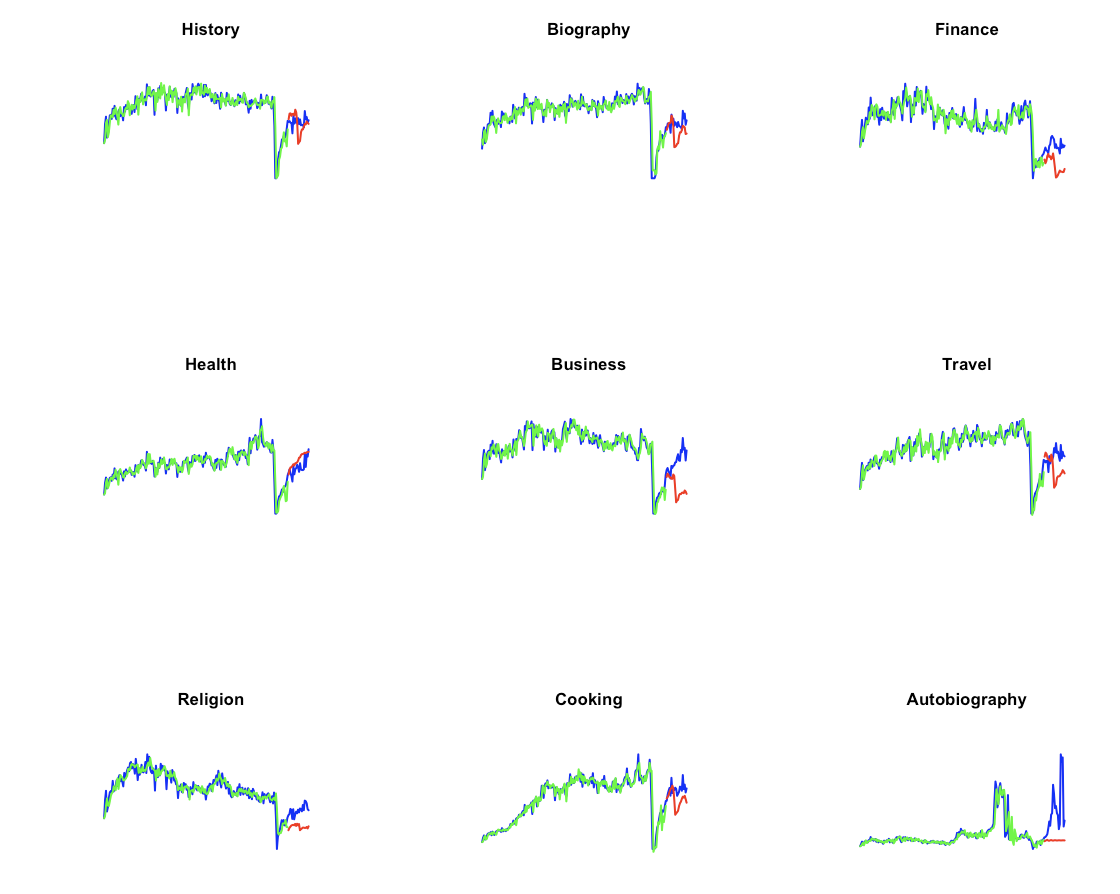 History
Biography
Finance
Health
Business
Travel
Religion
Cooking
Autobiography